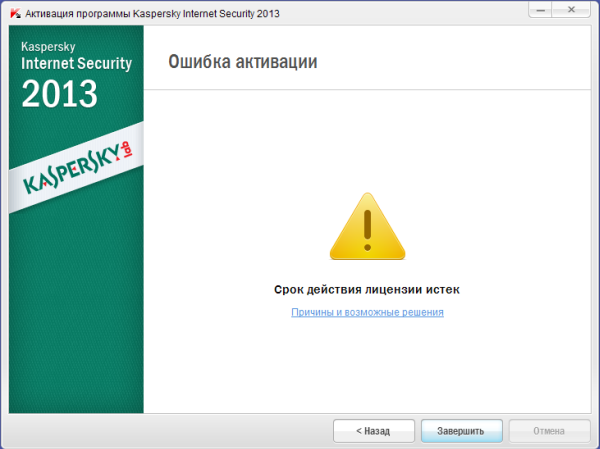 Активация программы Kaspersky Internet Security 2013
Kaspersky
Internet Security
2013
KASPERSKY lab
Ошибка активации
Срок действия лицензии истек
Причины и возможные решения
< Назад
Завершить
Отмена